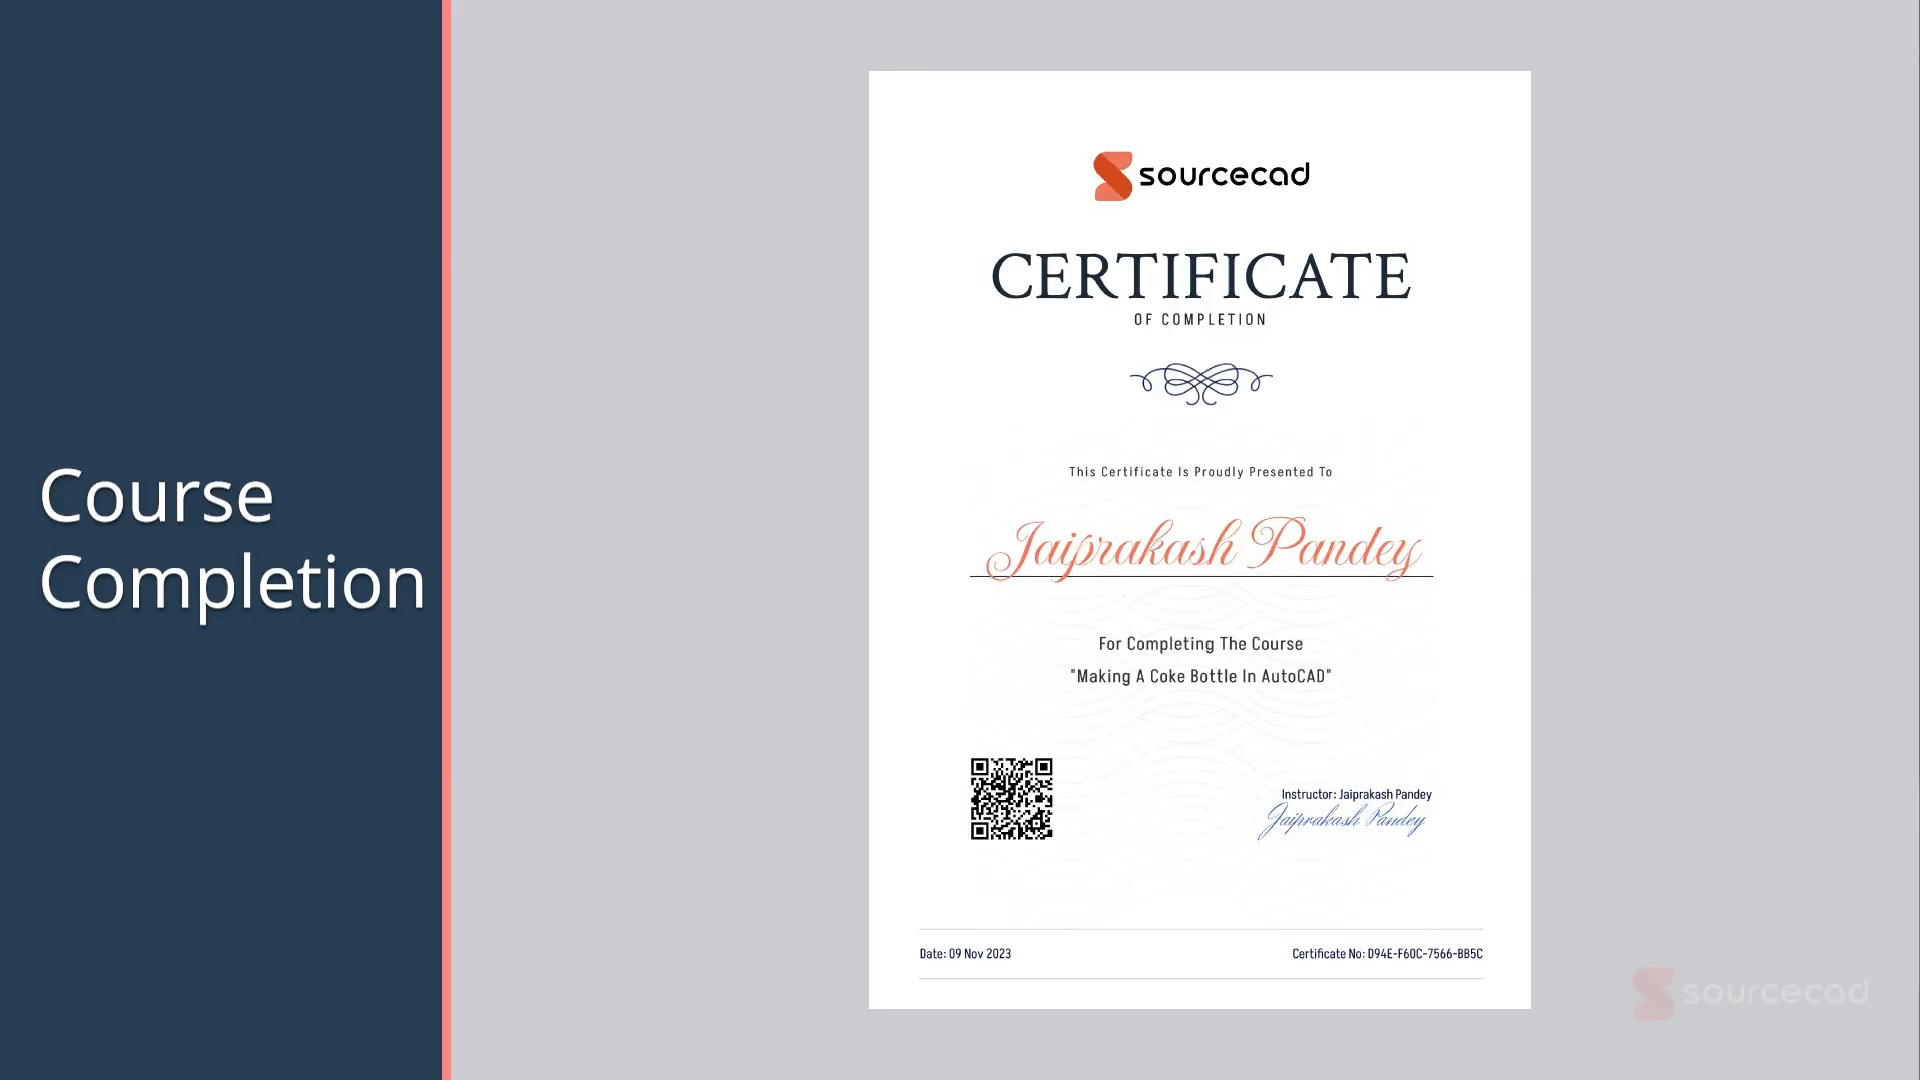 Course
Completion
sourcecad
CERTIFICATE
OF COMPLETION
This Certificate Is Proudly Presented To
Jaiprakash Pandey
For Completing The Course
"Making A Coke Bottle In AutoCAD"
Instructor: Jaiprakash Pandey
Jaiprakash Pandey
Date: 09 Nov 2023
Certificate No: D94E-F60C-7566-BB5C
sourcecad